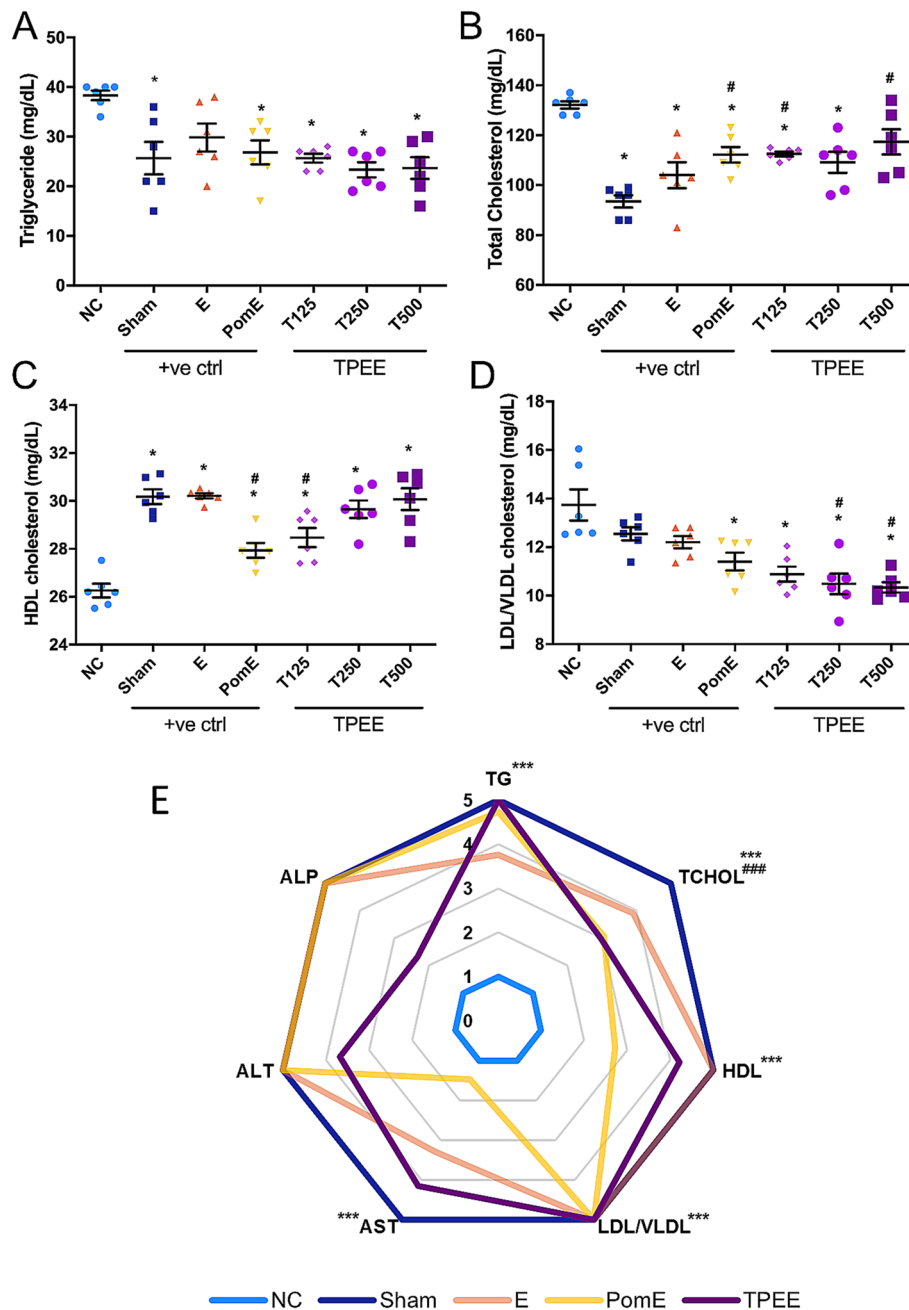 A
Triglyceride (mg/dL)
50
40
30
20
10
0
* * * * *
NC Sham E PomE T125 T250 T500
+ve ctrl TPEE
B
Total Cholesterol (mg/dL)
160
140
120
100
80
60
# # #
* * * * *
NC Sham E PomE T125 T250 T500
+ve ctrl TPEE
C
HDL cholesterol (mg/dL)
34
32
30
28
26
24
# #
* * * * * *
NC Sham E PomE T125 T250 T500
+ve ctrl TPEE
D
LDL/VLDL cholesterol (mg/dL)
18
16
14
12
10
8
# #
* * * *
NC Sham E PomE T125 T250 T500
+ve ctrl TPEE
E
TG***
5
4
3
2
1
0
ALP
TCHOL***###
ALT
HDL***
***AST
LDL/VLDL***
NC Sham E PomE TPEE